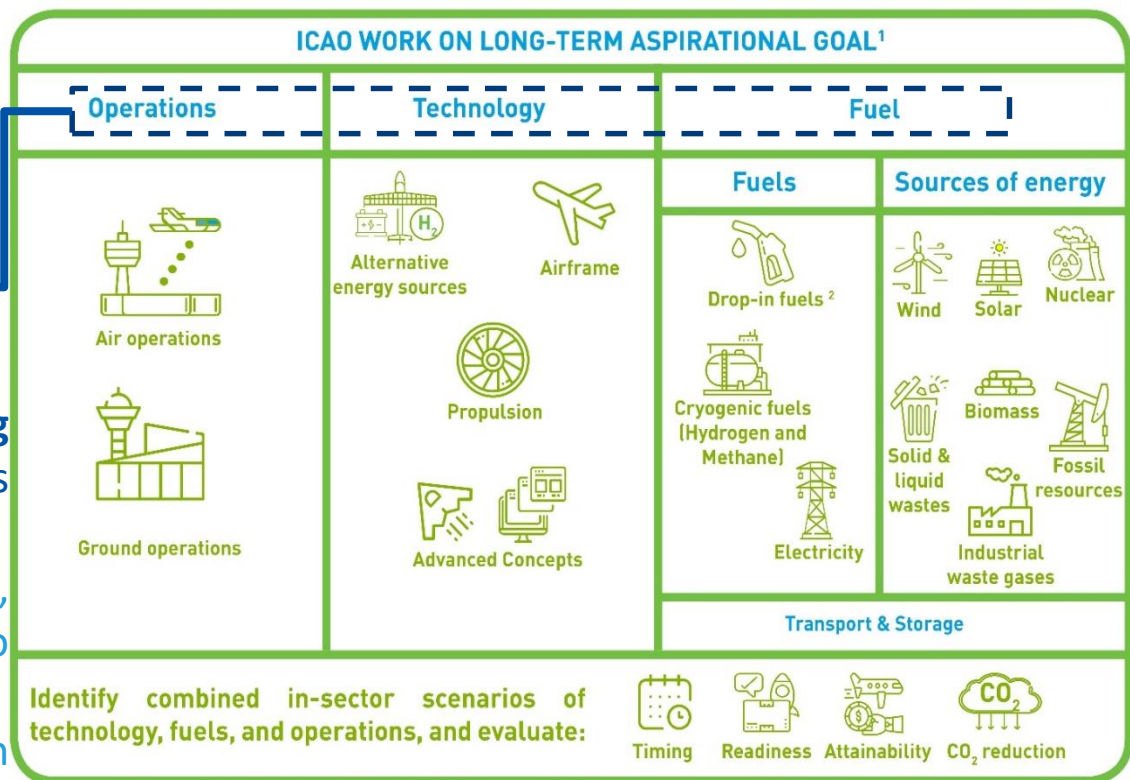 ICAO WORK ON LONG-TERM ASPIRATIONAL GOAL¹
Operations
Technology
Fuel
Air operations
Ground operations
H₂
Alternative
energy sources
Airframe
Propulsion
Advanced Concepts
Fuels
Drop-in fuels ²
Cryogenic fuels
(Hydrogen and
Methane)
Electricity
Sources of energy
Wind
Solar
Nuclear
Biomass
Solid &
liquid
wastes
Fossil
resources
Industrial
waste gases
Transport & Storage
Identify combined in-sector scenarios of
technology, fuels, and operations, and evaluate:
Timing
Readiness
Attainability
CO₂
CO₂ reduction
g
s
,
o
n